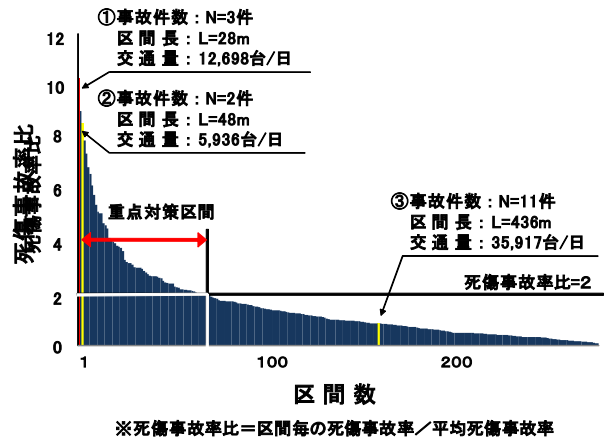 ①事故件数：N=3件
区 間 長：L=28m
交 通 量：12,698台/日
②事故件数：N=2件
区 間 長：L=48m
交 通 量：5,936台/日
③事故件数：N=11件
区 間 長：L=436m
交 通 量：35,917台/日
重点対策区間
死傷事故率比=2
死傷事故率比
12
10
8
6
4
2
0
1
100
200
区 間 数
※死傷事故率比＝区間毎の死傷事故率／平均死傷事故率